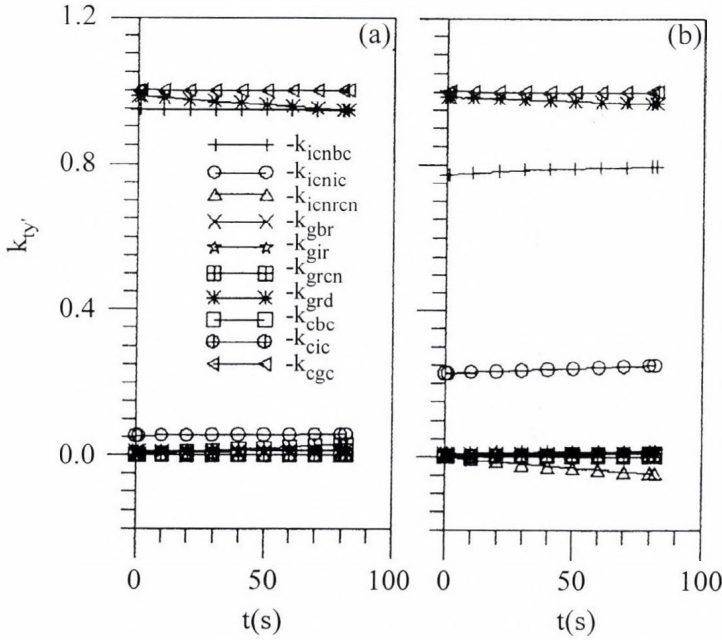 1.2
(a)
(b)
0.8
-k_icnbc
-k_icnic
-k_icnrcn
-k_gbr
-k_gir
-k_grcn
-k_grd
-k_cbc
-k_cic
-k_cgc
k_ty'
0.4
0.0
0 50 100 0 50 100
t(s) t(s)